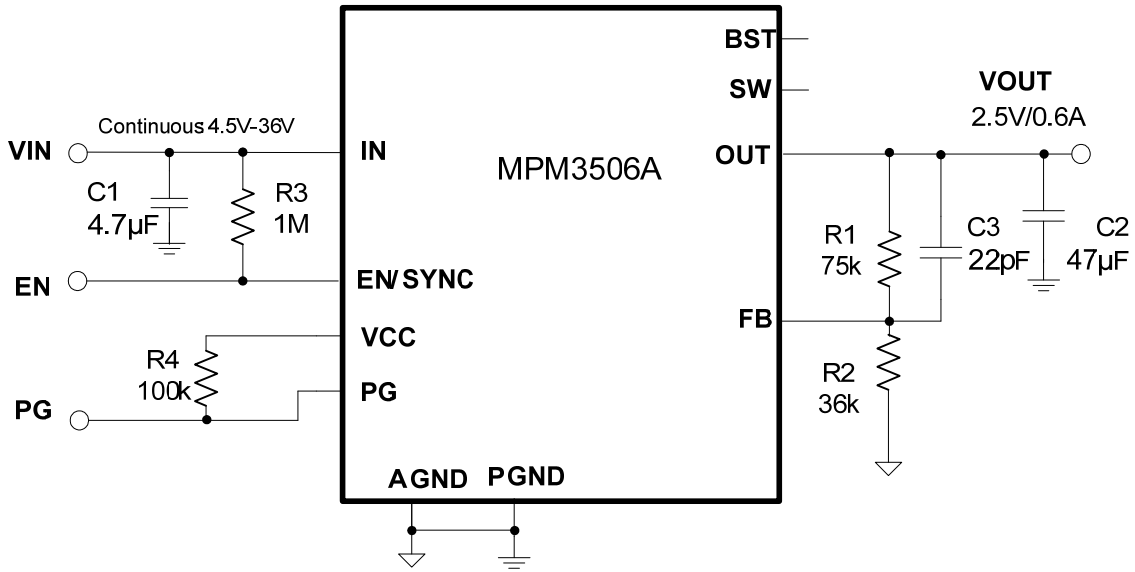 BST
SW
VOUT
2.5V/0.6A
Continuous 4.5V-36V
VIN
IN
MPM3506A
OUT
C1
4.7µF
R3
1M
R1
75k
C3
22pF
C2
47µF
EN
EN/SYNC
FB
VCC
R4
100k
PG
PG
R2
36k
AGND
PGND